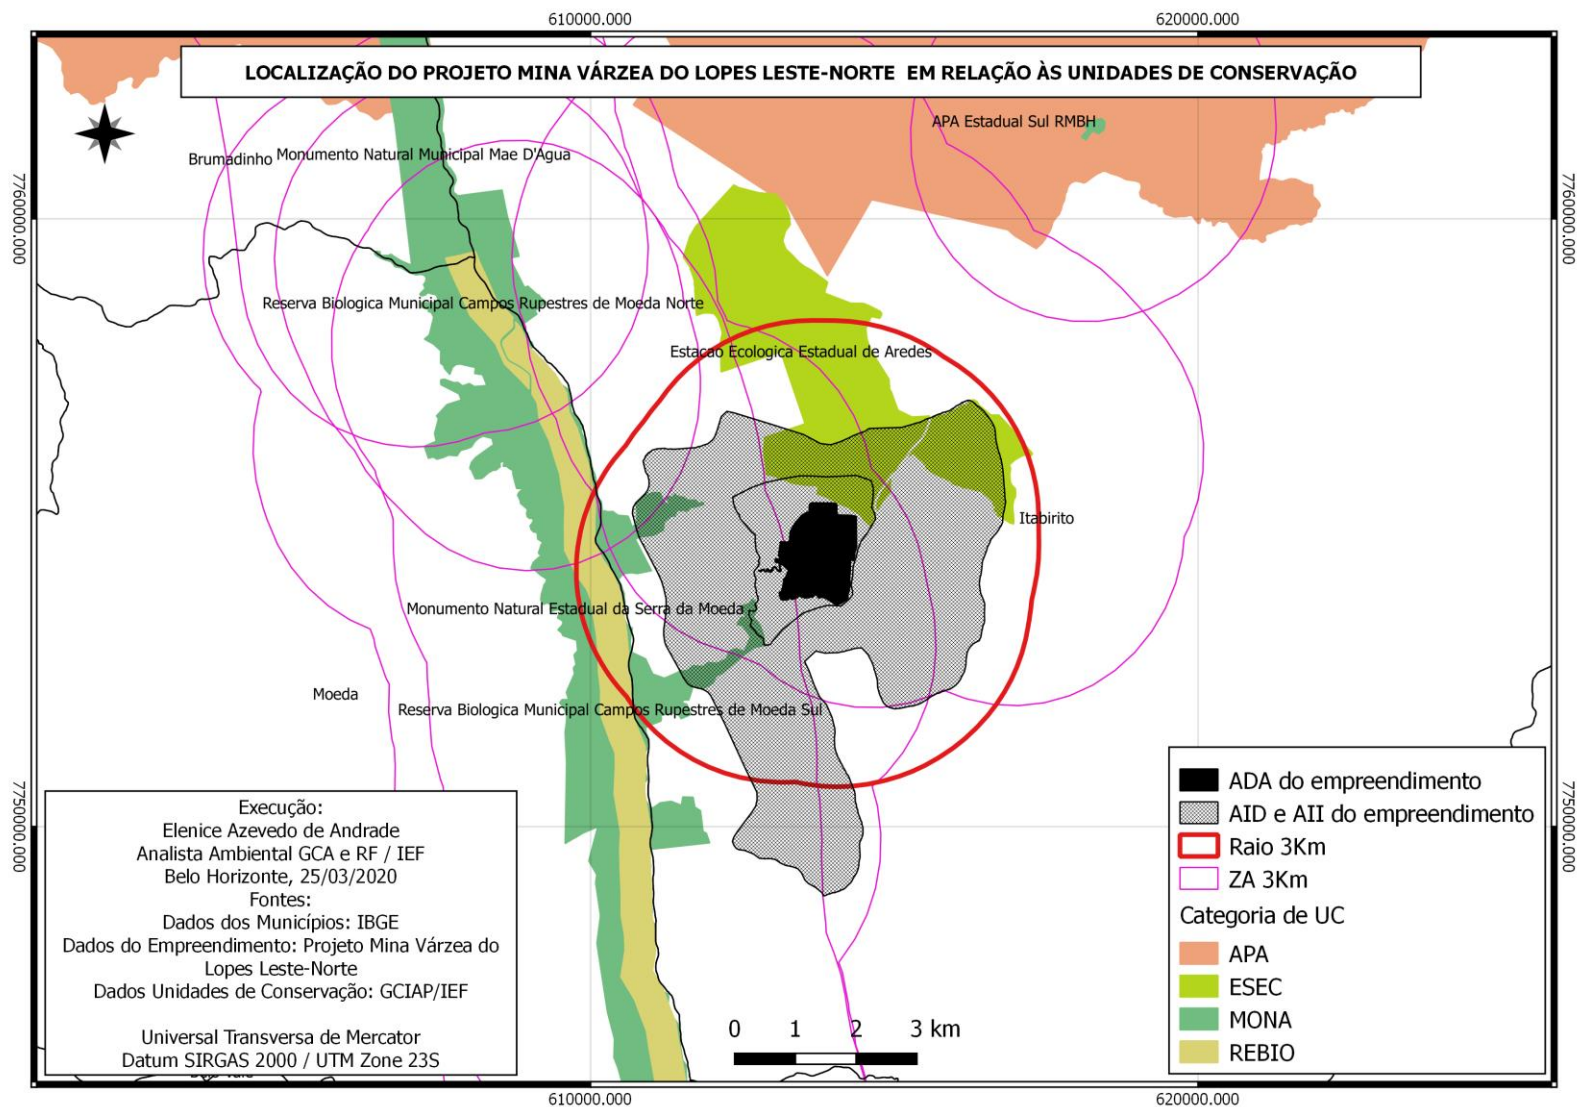 610000.000
620000.000
LOCALIZAÇÃO DO PROJETO MINA VÁRZEA DO LOPES LESTE-NORTE EM RELAÇÃO ÀS UNIDADES DE CONSERVAÇÃO
APA Estadual Sul RMBH
Brumadinho
Monumento Natural Municipal Mae D'Agua
7760000.000
7760000.000
Reserva Biologica Municipal Campos Rupestres de Moeda Norte
Estacao Ecologica Estadual de Aredes
Itabirito
Monumento Natural Estadual da Serra da Moeda
Moeda
Reserva Biologica Municipal Campos Rupestres de Moeda Sul
7750000.000
7750000.000
Execução:
Elenice Azevedo de Andrade
Analista Ambiental GCA e RF / IEF
Belo Horizonte, 25/03/2020
Fontes:
Dados dos Municípios: IBGE
Dados do Empreendimento: Projeto Mina Várzea do
Lopes Leste-Norte
Dados Unidades de Conservação: GCIAP/IEF
Universal Transversa de Mercator
Datum SIRGAS 2000 / UTM Zone 23S
0 1 2 3 km
ADA do empreendimento
AID e AII do empreendimento
Raio 3Km
ZA 3Km
Categoria de UC
APA
ESEC
MONA
REBIO
610000.000
620000.000